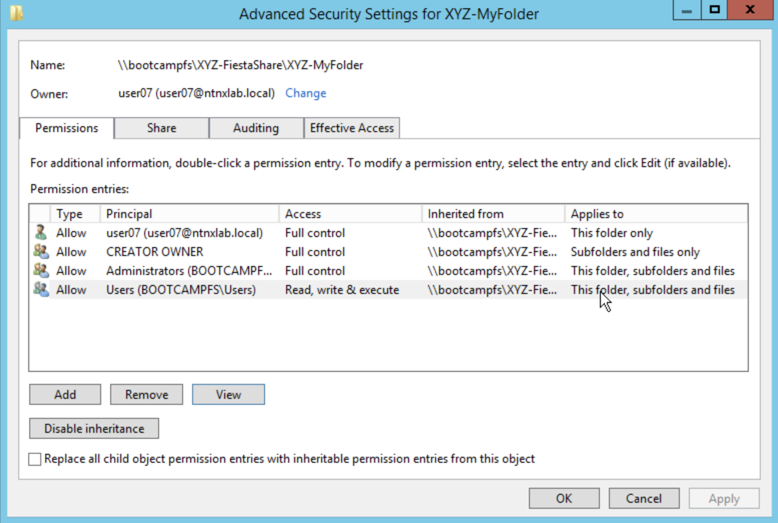 Advanced Security Settings for XYZ-MyFolder
Name: \\bootcampfs\XYZ-FiestaShare\XYZ-MyFolder
Owner: user07 (user07@ntnxlab.local) Change
Permissions Share Auditing Effective Access
For additional information, double-click a permission entry. To modify a permission entry, select the entry and click Edit (if available).
Permission entries:
Type Principal Access Inherited from Applies to
Allow user07 (user07@ntnxlab.local) Full control \\bootcampfs\XYZ-Fie... This folder only
Allow CREATOR OWNER Full control \\bootcampfs\XYZ-Fie... Subfolders and files only
Allow Administrators (BOOTCAMPF... Full control \\bootcampfs\XYZ-Fie... This folder, subfolders and files
Allow Users (BOOTCAMPFS\Users) Read, write & execute \\bootcampfs\XYZ-Fie... This folder, subfolders and files
Add Remove View
Disable inheritance
Replace all child object permission entries with inheritable permission entries from this object
OK Cancel Apply